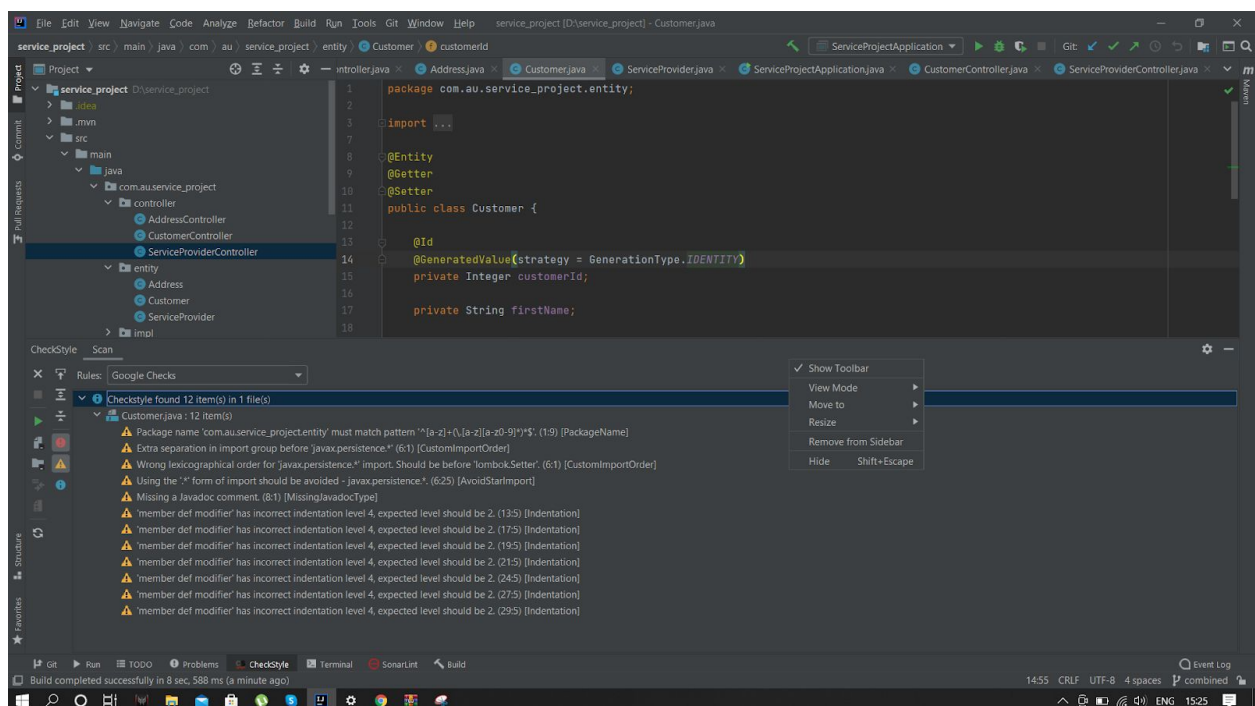 File Edit View Navigate Code Analyze Refactor Build Run Tools Git Window Help service_project [D:\service_project] - Customer.java
service_project src main java com au service_project entity Customer customerId ServiceProjectApplication Git:
Project
Project
ntroller.java Address.java Customer.java ServiceProvider.java ServiceProjectApplication.java CustomerController.java ServiceProviderController.java
m
Maven
Commit
Pull Requests
service_project D:\service_project
.idea
.mvn
src
main
java
com.au.service_project
controller
AddressController
CustomerController
ServiceProviderController
entity
Address
Customer
ServiceProvider
impl
1 package com.au.service_project.entity;
2
3 import ...
7
8 @Entity
9 @Getter
10 @Setter
11 public class Customer {
12
13 @Id
14 @GeneratedValue(strategy = GenerationType.IDENTITY)
15 private Integer customerId;
16
17 private String firstName;
18
CheckStyle Scan
Rules: Google Checks
Checkstyle found 12 item(s) in 1 file(s)
Customer.java : 12 item(s)
Package name 'com.au.service_project.entity' must match pattern '^[a-z]+(\.[a-z][a-z0-9]*)*$'. (1:9) [PackageName]
Extra separation in import group before 'javax.persistence.*' (6:1) [CustomImportOrder]
Wrong lexicographical order for 'javax.persistence.*' import. Should be before 'lombok.Setter'. (6:1) [CustomImportOrder]
Using the '.*' form of import should be avoided - javax.persistence.*. (6:25) [AvoidStarImport]
Missing a Javadoc comment. (8:1) [MissingJavadocType]
'member def modifier' has incorrect indentation level 4, expected level should be 2. (13:5) [Indentation]
'member def modifier' has incorrect indentation level 4, expected level should be 2. (17:5) [Indentation]
'member def modifier' has incorrect indentation level 4, expected level should be 2. (19:5) [Indentation]
'member def modifier' has incorrect indentation level 4, expected level should be 2. (21:5) [Indentation]
'member def modifier' has incorrect indentation level 4, expected level should be 2. (24:5) [Indentation]
'member def modifier' has incorrect indentation level 4, expected level should be 2. (27:5) [Indentation]
'member def modifier' has incorrect indentation level 4, expected level should be 2. (29:5) [Indentation]
Show Toolbar
View Mode
Move to
Resize
Remove from Sidebar
Hide Shift+Escape
Structure
Favorites
Git Run TODO Problems CheckStyle Terminal SonarLint Build Event Log
Build completed successfully in 8 sec, 588 ms (a minute ago) 14:55 CRLF UTF-8 4 spaces combined
ENG 15:25